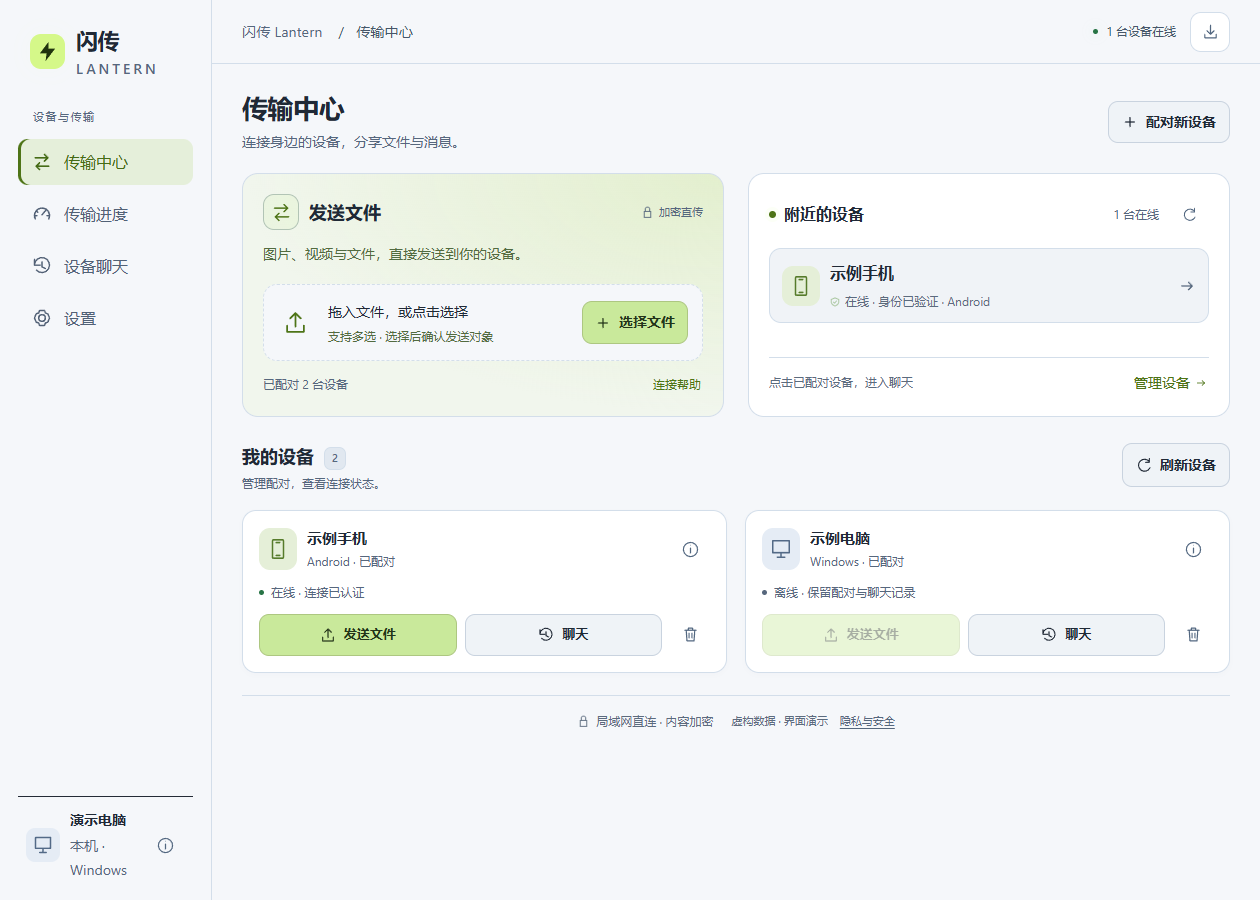 闪传
LANTERN
设备与传输
传输中心
传输进度
设备聊天
设置
演示电脑
本机 ·
Windows
闪传 Lantern / 传输中心
1 台设备在线
传输中心
连接身边的设备，分享文件与消息。
配对新设备
发送文件
加密直传
图片、视频与文件，直接发送到你的设备。
拖入文件，或点击选择
支持多选 · 选择后确认发送对象
选择文件
已配对 2 台设备
连接帮助
附近的设备
1 台在线
示例手机
在线 · 身份已验证 · Android
点击已配对设备，进入聊天
管理设备 →
我的设备 2
管理配对，查看连接状态。
刷新设备
示例手机
Android · 已配对
在线 · 连接已认证
发送文件
聊天
示例电脑
Windows · 已配对
离线 · 保留配对与聊天记录
发送文件
聊天
局域网直连 · 内容加密 虚构数据 · 界面演示 隐私与安全